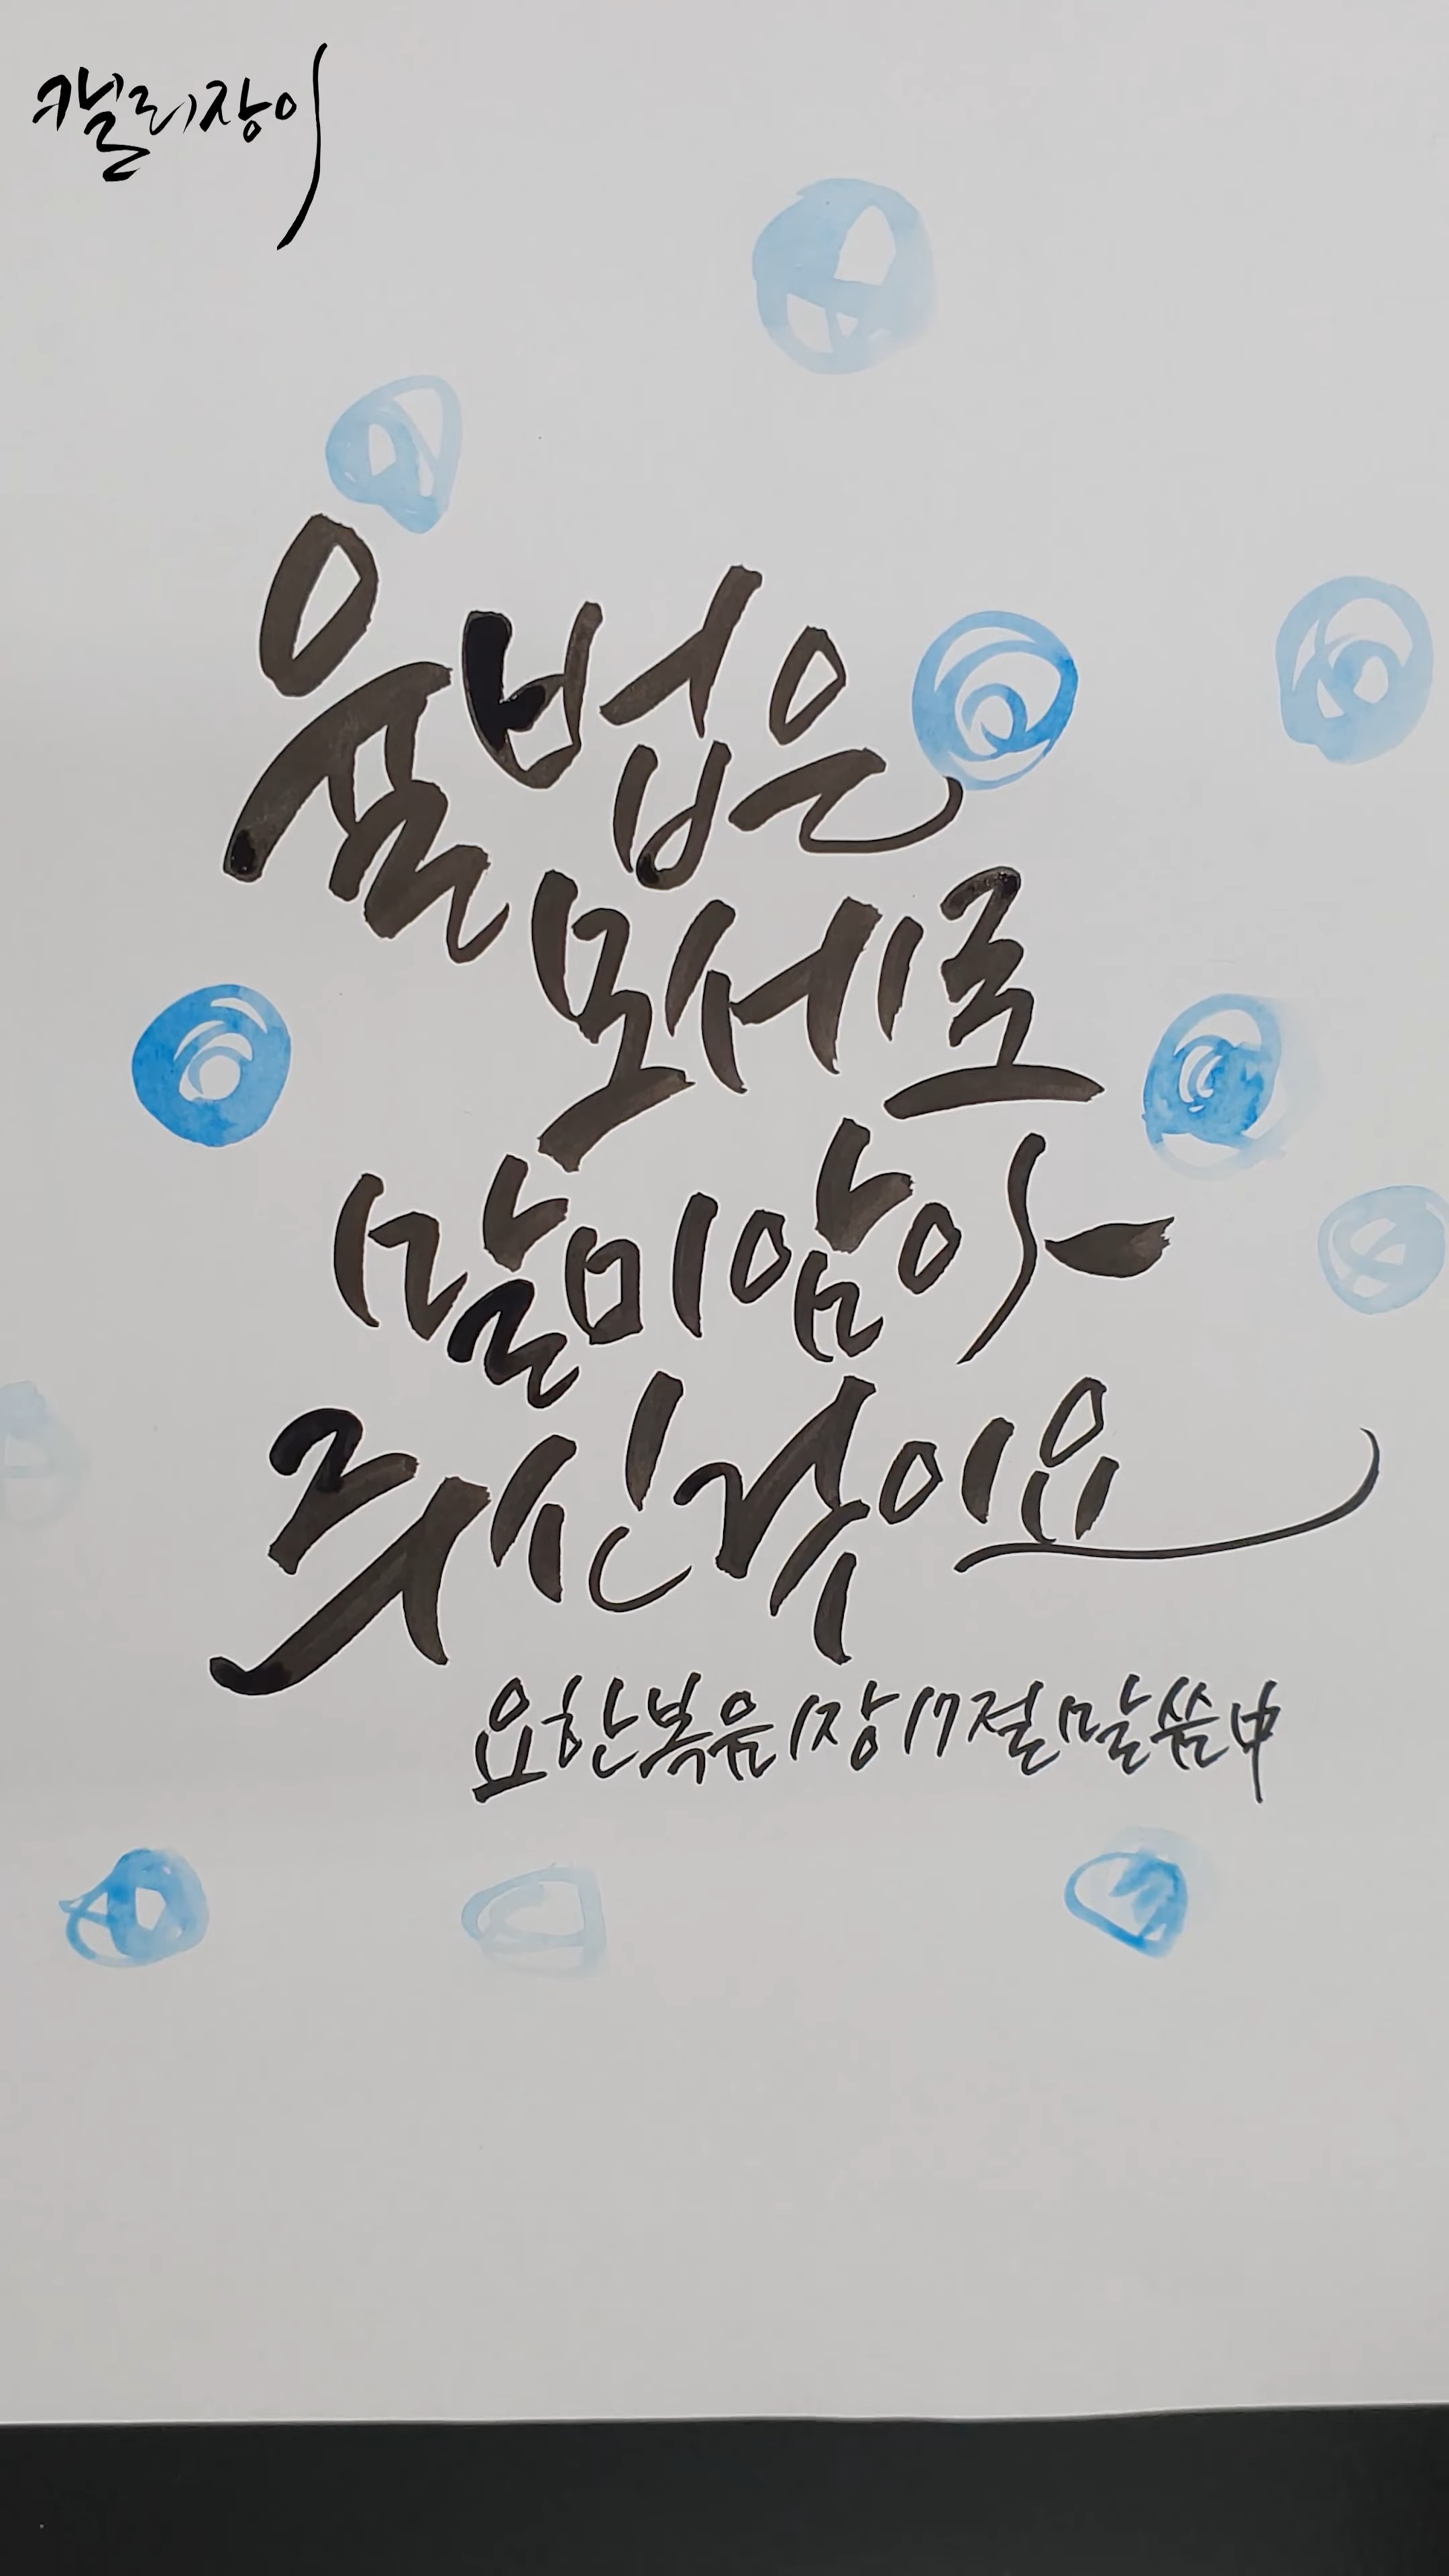 캘리장이
율법은
모세로
말미암아
주신것이요
요한복음1장17절말씀中